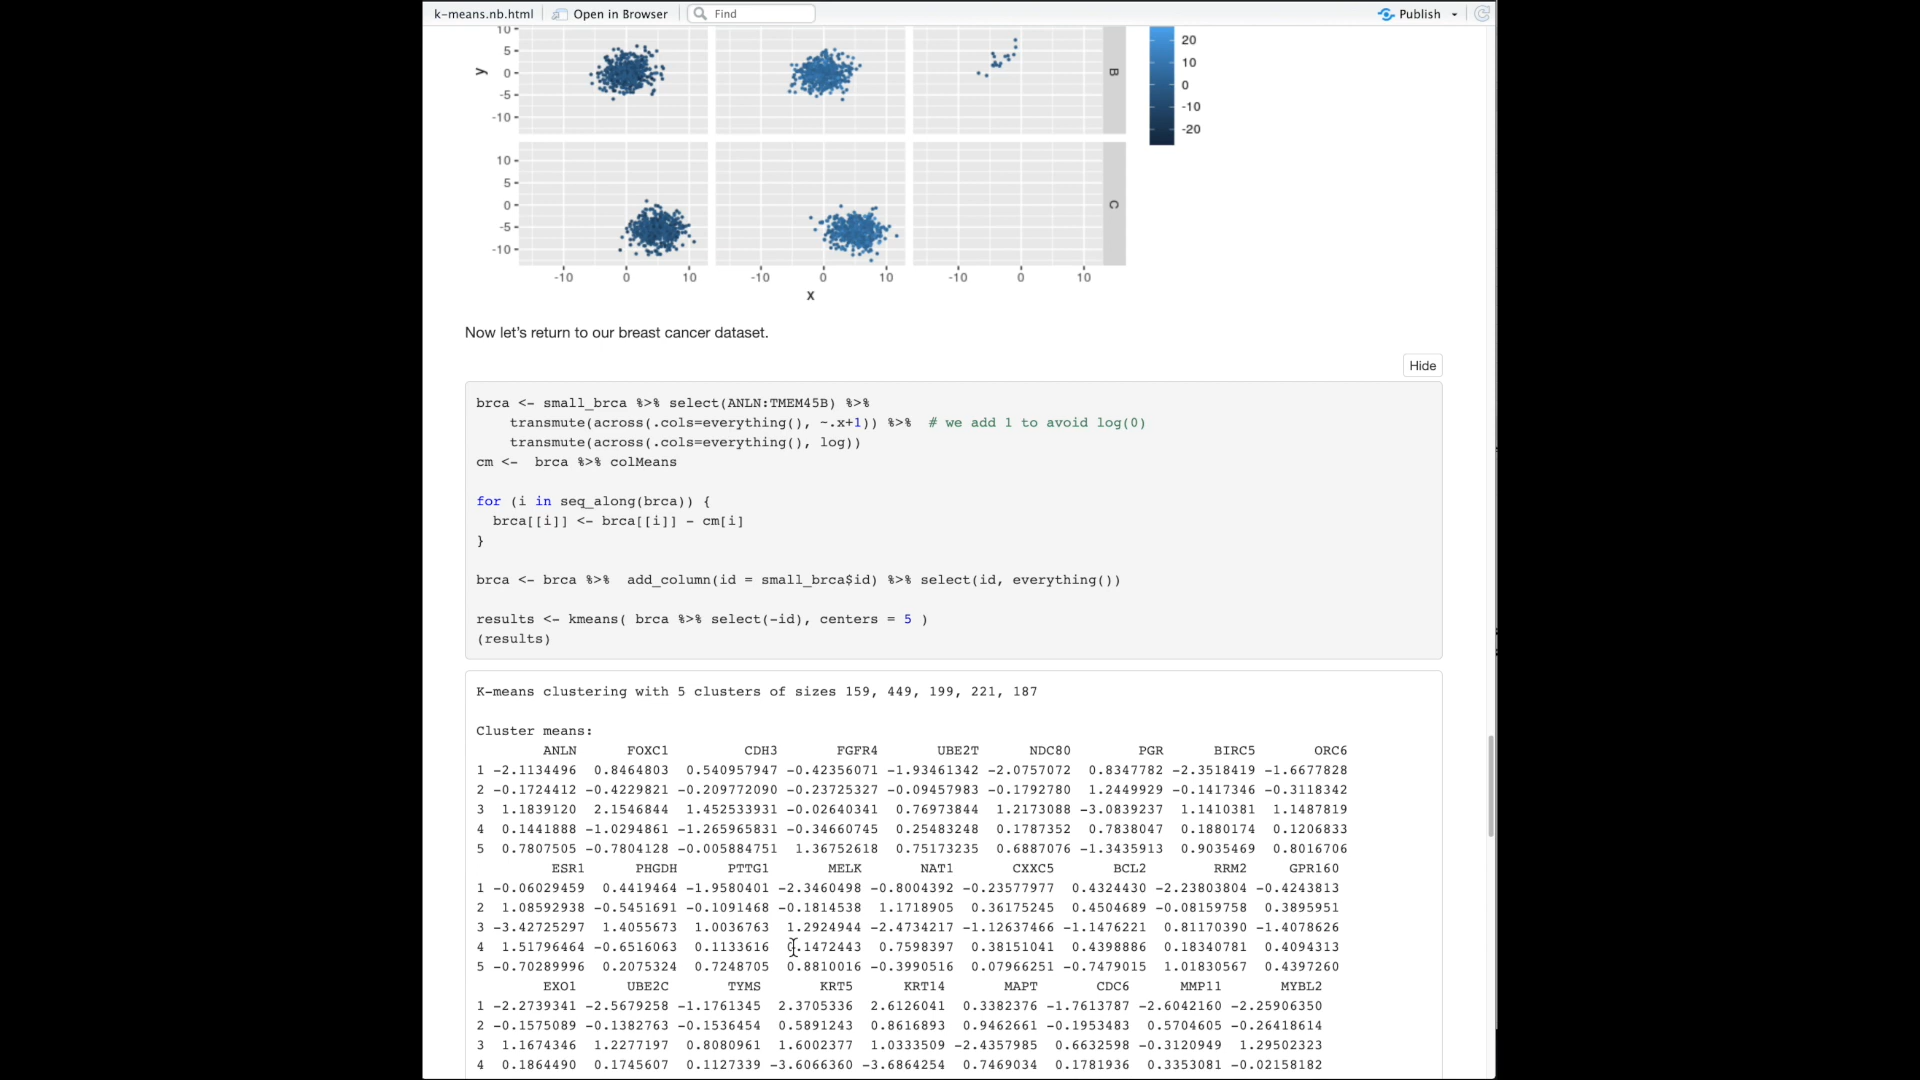 k-means.nb.html Open in Browser Find Publish
10
5
0
-5
-10
y
B
20
10
0
-10
-20
10
5
0
-5
-10
C
-10 0 10 -10 0 10 -10 0 10
x
Now let's return to our breast cancer dataset.
Hide
brca <- small_brca %>% select(ANLN:TMEM45B) %>%
transmute(across(.cols=everything(), ~.x+1)) %>% # we add 1 to avoid log(0)
transmute(across(.cols=everything(), log))
cm <- brca %>% colMeans
for (i in seq_along(brca)) {
brca[[i]] <- brca[[i]] - cm[i]
}
brca <- brca %>% add_column(id = small_brca$id) %>% select(id, everything())
results <- kmeans( brca %>% select(-id), centers = 5 )
(results)
K-means clustering with 5 clusters of sizes 159, 449, 199, 221, 187
Cluster means:
ANLN FOXC1 CDH3 FGFR4 UBE2T NDC80 PGR BIRC5 ORC6
1 -2.1134496 0.8464803 0.540957947 -0.42356071 -1.93461342 -2.0757072 0.8347782 -2.3518419 -1.6677828
2 -0.1724412 -0.4229821 -0.209772090 -0.23725327 -0.09457983 -0.1792780 1.2449929 -0.1417346 -0.3118342
3 1.1839120 2.1546844 1.452533931 -0.02640341 0.76973844 1.2173088 -3.0839237 1.1410381 1.1487819
4 0.1441888 -1.0294861 -1.265965831 -0.34660745 0.25483248 0.1787352 0.7838047 0.1880174 0.1206833
5 0.7807505 -0.7804128 -0.005884751 1.36752618 0.75173235 0.6887076 -1.3435913 0.9035469 0.8016706
ESR1 PHGDH PTTG1 MELK NAT1 CXXC5 BCL2 RRM2 GPR160
1 -0.06029459 0.4419464 -1.9580401 -2.3460498 -0.8004392 -0.23577977 0.4324430 -2.23803804 -0.4243813
2 1.08592938 -0.5451691 -0.1091468 -0.1814538 1.1718905 0.36175245 0.4504689 -0.08159758 0.3895951
3 -3.42725297 1.4055673 1.0036763 1.2924944 -2.4734217 -1.12637466 -1.1476221 0.81170390 -1.4078626
4 1.51796464 -0.6516063 0.1133616 0.1472443 0.7598397 0.38151041 0.4398886 0.18340781 0.4094313
5 -0.70289996 0.2075324 0.7248705 0.8810016 -0.3990516 0.07966251 -0.7479015 1.01830567 0.4397260
EXO1 UBE2C TYMS KRT5 KRT14 MAPT CDC6 MMP11 MYBL2
1 -2.2739341 -2.5679258 -1.1761345 2.3705336 2.6126041 0.3382376 -1.7613787 -2.6042160 -2.25906350
2 -0.1575089 -0.1382763 -0.1536454 0.5891243 0.8616893 0.9462661 -0.1953483 0.5704605 -0.26418614
3 1.1674346 1.2277197 0.8080961 1.6002377 1.0333509 -2.4357985 0.6632598 -0.3120949 1.29502323
4 0.1864490 0.1745607 0.1127339 -3.6066360 -3.6864254 0.7469034 0.1781936 0.3353081 -0.02158182